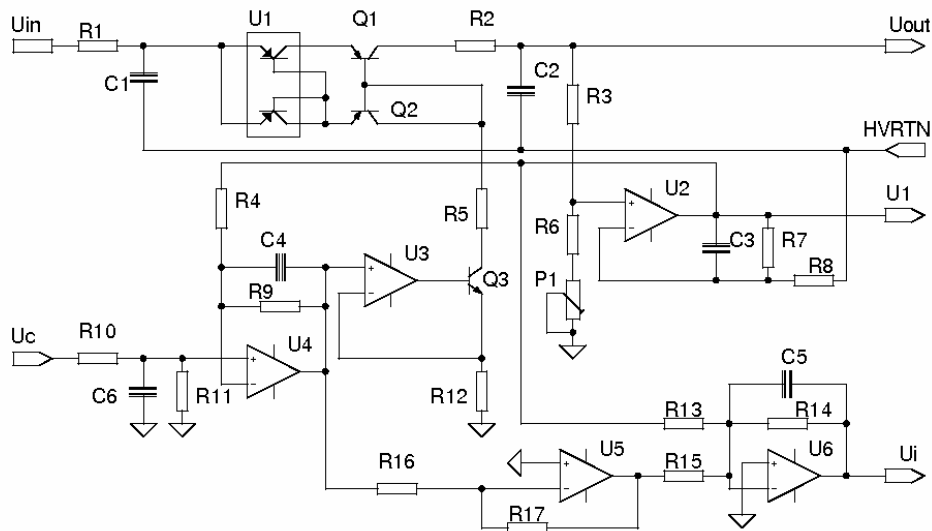 Uin R1 U1 Q1 R2 Uout
C1 C2 R3
Q2
HVRTN
R4 R5 R6 U2 U1
C4 U3 C3 R7 R8
R9 Q3 P1
Uc R10 U4
C6 R11 R12 C5
R13 R14
R16 U5 R15 U6 Ui
R17